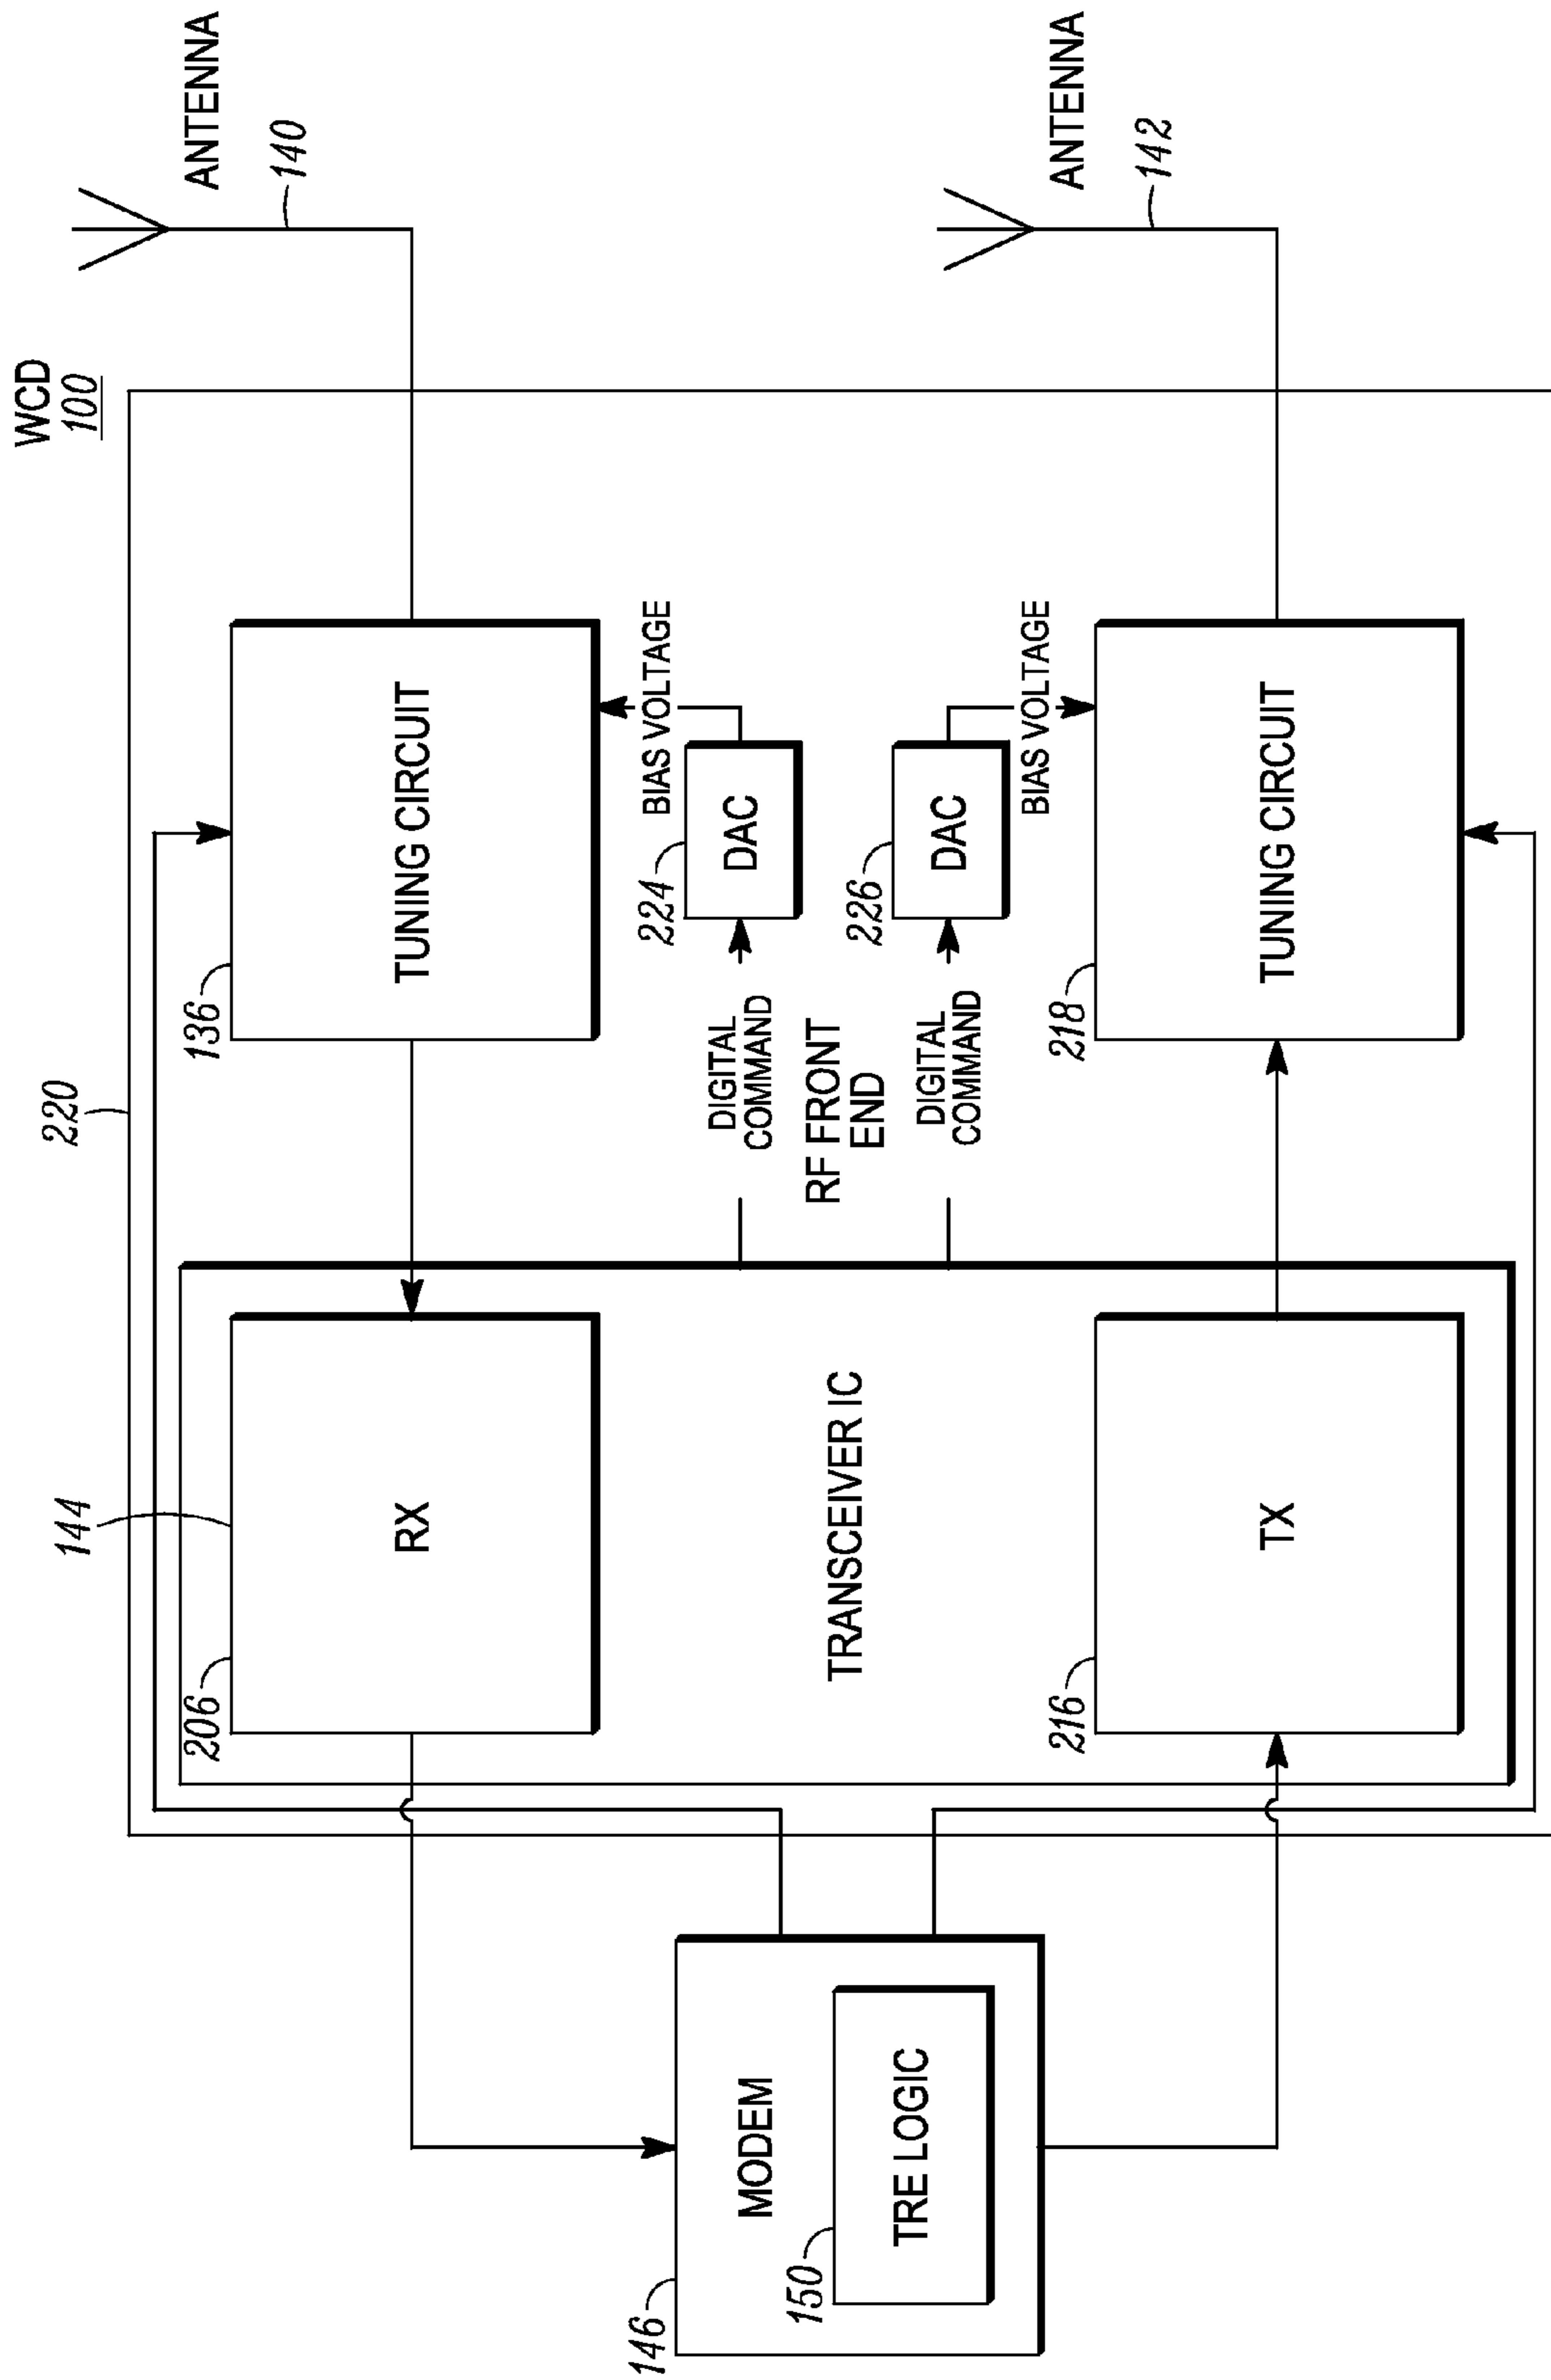 WCD
100
220
144
ANTENNA
140
206
RX
136
TUNING CIRCUIT
BIAS VOLTAGE
224
DAC
DIGITAL
COMMAND
146
MODEM
150
TRE LOGIC
TRANSCEIVER IC
RF FRONT
END
226
DAC
DIGITAL
COMMAND
BIAS VOLTAGE
216
TX
218
TUNING CIRCUIT
ANTENNA
142